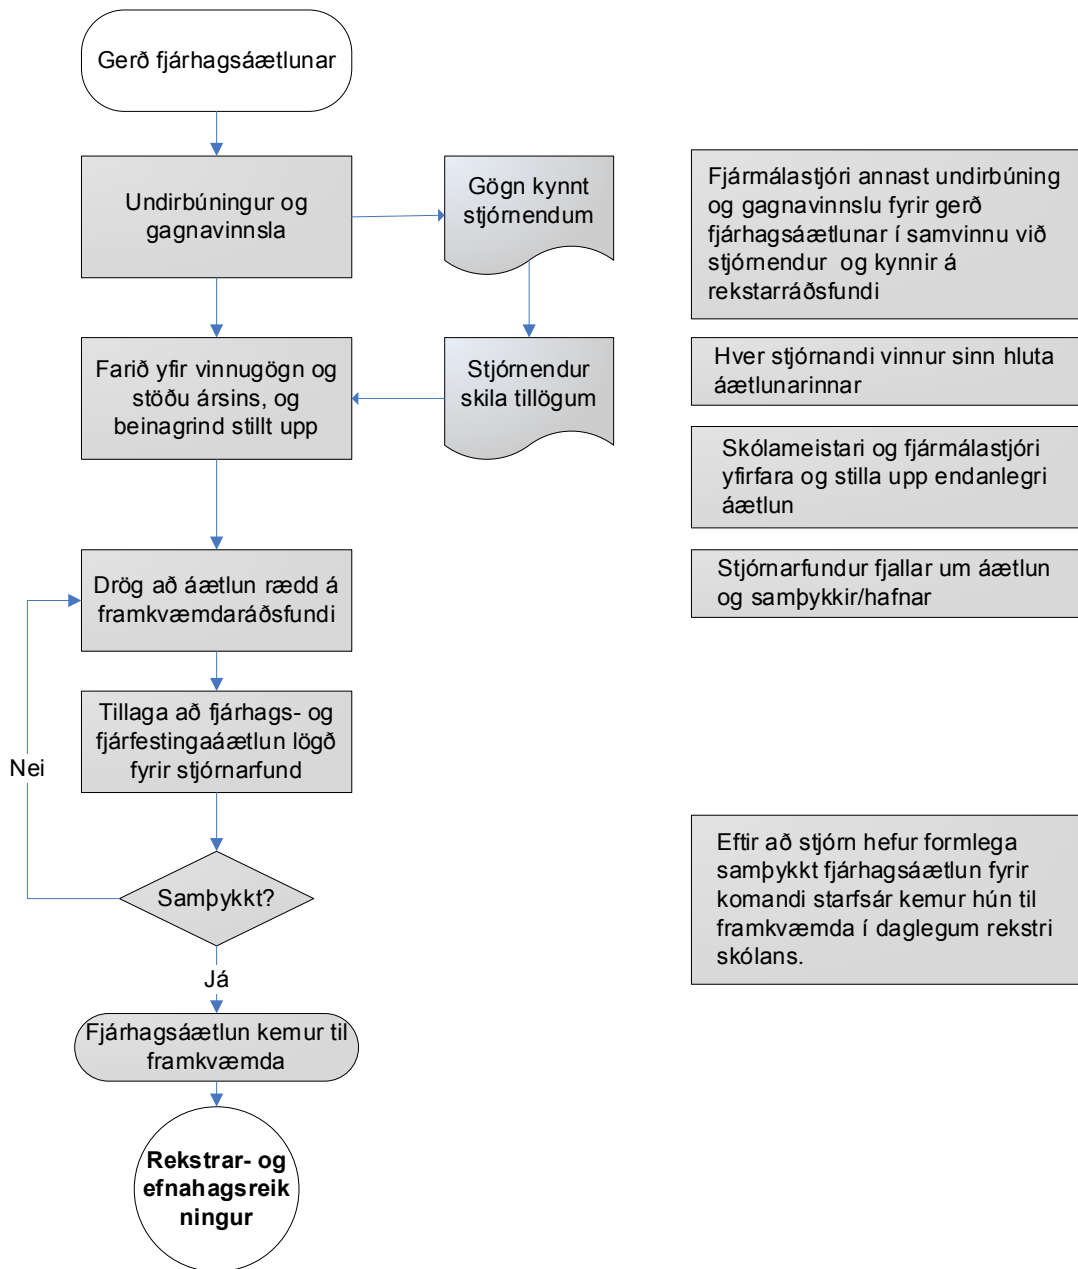 Gerð fjárhagsáætlunar
Undirbúningur og
gagnavinnsla
Gögn kynnt
stjórnendum
Fjármálastjóri annast undirbúning
og gagnavinnslu fyrir gerð
fjárhagsáætlunar í samvinnu við
stjórnendur og kynnir á
rekstarráðsfundi
Farið yfir vinnugögn og
stöðu ársins, og
beinagrind stillt upp
Stjórnendur
skila tillögum
Hver stjórnandi vinnur sinn hluta
áætlunarinnar
Skólameistari og fjármálastjóri
yfirfara og stilla upp endanlegri
áætlun
Drög að áætlun rædd á
framkvæmdaráðsfundi
Stjórnarfundur fjallar um áætlun
og samþykkir/hafnar
Tillaga að fjárhags- og
fjárfestingaáætlun lögð
fyrir stjórnarfund
Nei
Samþykkt?
Eftir að stjórn hefur formlega
samþykkt fjárhagsáætlun fyrir
komandi starfsár kemur hún til
framkvæmda í daglegum rekstri
skólans.
Já
Fjárhagsáætlun kemur til
framkvæmda
Rekstrar- og
efnahagsreik
ningur